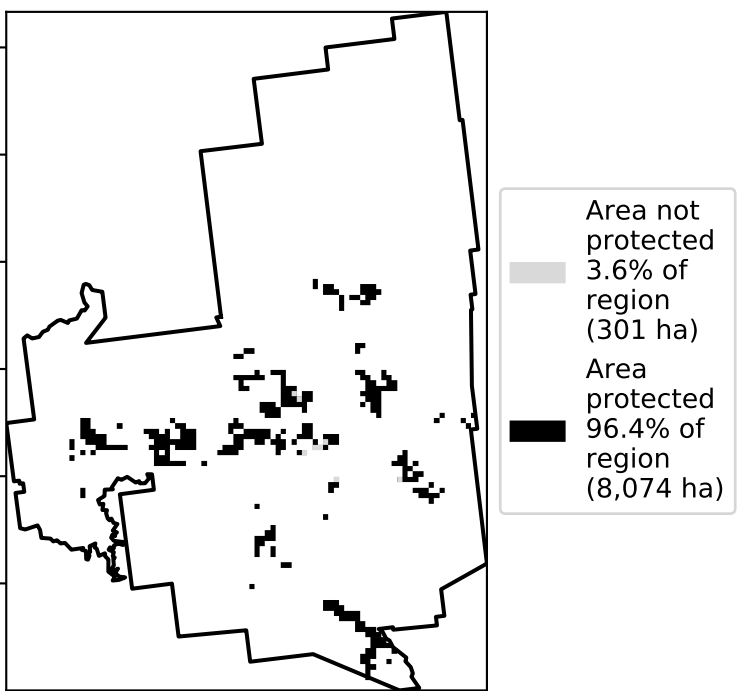 Area not
protected
3.6% of
region
(301 ha)
Area
protected
96.4% of
region
(8,074 ha)